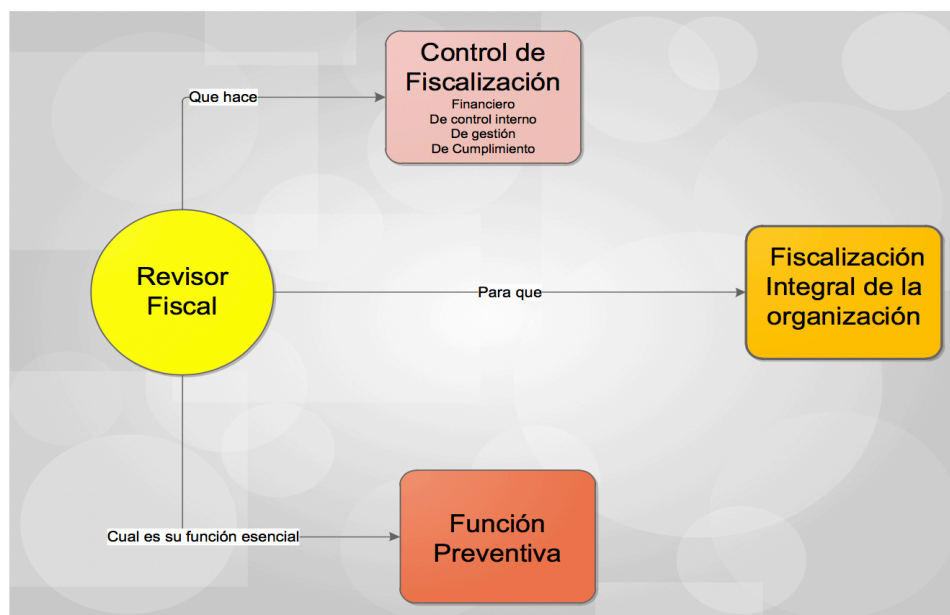 Control de
Fiscalización
Financiero
De control interno
De gestión
De Cumplimiento
Que hace
Revisor
Fiscal
Para que
Fiscalización
Integral de la
organización
Cual es su función esencial
Función
Preventiva